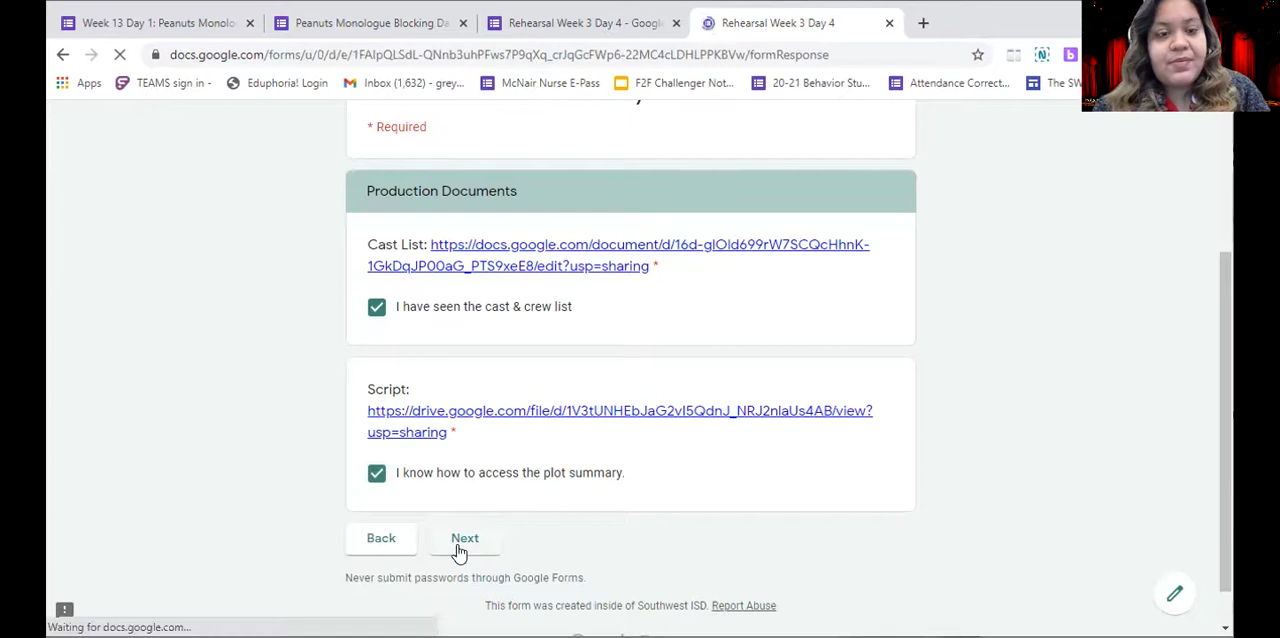 Week 13 Day 1: Peanuts Monolo
Peanuts Monologue Blocking Da
Rehearsal Week 3 Day 4 - Google
Rehearsal Week 3 Day 4
docs.google.com/forms/u/0/d/e/1FAIpQLSdL-QNnb3uhPFws7P9qXq_crJqGcFWp6-22MC4cLDHLPPKBVw/formResponse
Apps
TEAMS sign in -
Eduphoria! Login
Inbox (1,632) - grey...
McNair Nurse E-Pass
F2F Challenger Not...
20-21 Behavior Stu...
Attendance Correct...
The SW
* Required
Production Documents
Cast List: https://docs.google.com/document/d/16d-glOld699rW7SCQcHhnK-
1GkDqJP00aG_PTS9xeE8/edit?usp=sharing *
I have seen the cast & crew list
Script:
https://drive.google.com/file/d/1V3tUNHEbJaG2vI5QdnJ_NRJ2nlaUs4AB/view?
usp=sharing *
I know how to access the plot summary.
Back
Next
Never submit passwords through Google Forms.
This form was created inside of Southwest ISD. Report Abuse
Waiting for docs.google.com...